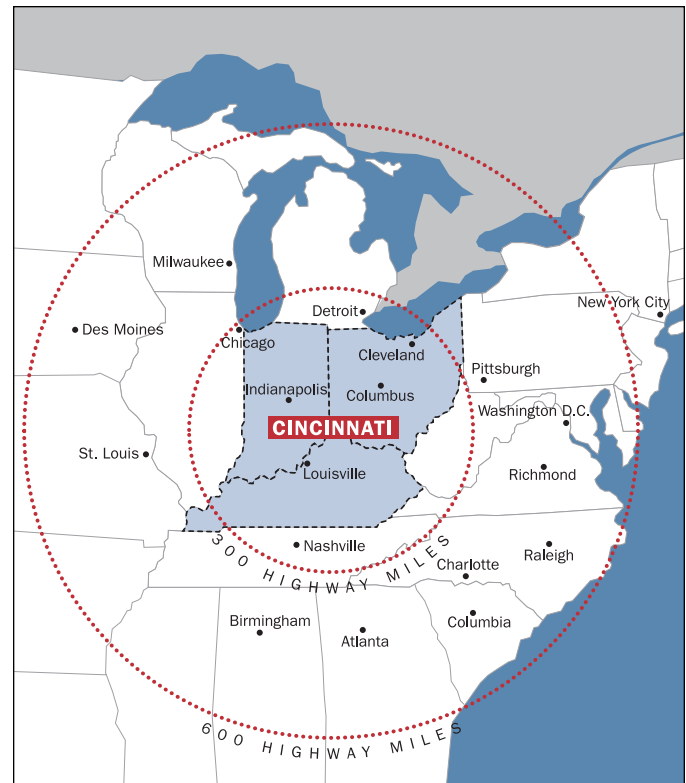 Milwaukee
New York City
Detroit
Des Moines
Chicago
Cleveland
Pittsburgh
Indianapolis
Columbus
Washington D.C.
CINCINNATI
St. Louis
Louisville
Richmond
Nashville
Raleigh
300 HIGHWAY MILES
Charlotte
Birmingham
Columbia
Atlanta
600 HIGHWAY MILES